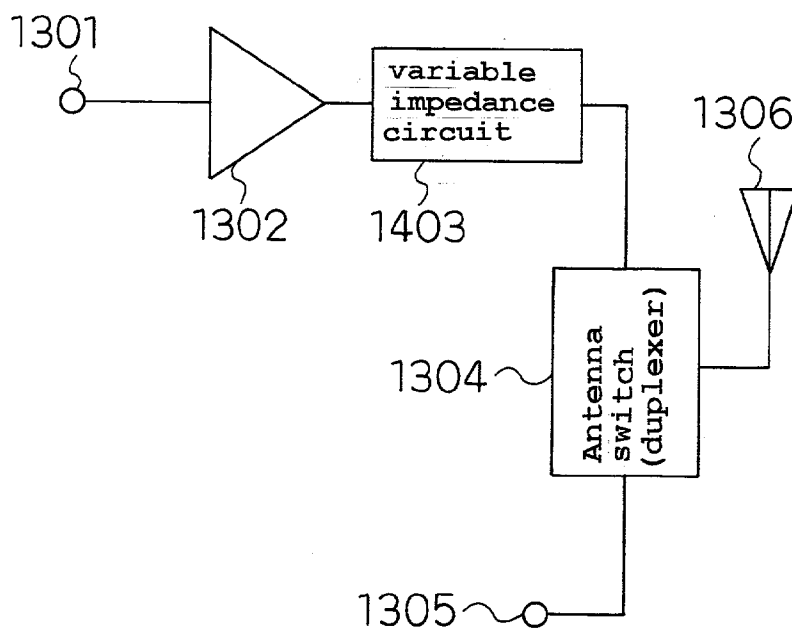 1301
variable
impedance
circuit
1306
1302
1403
1304
Antenna
switch
(duplexer)
1305